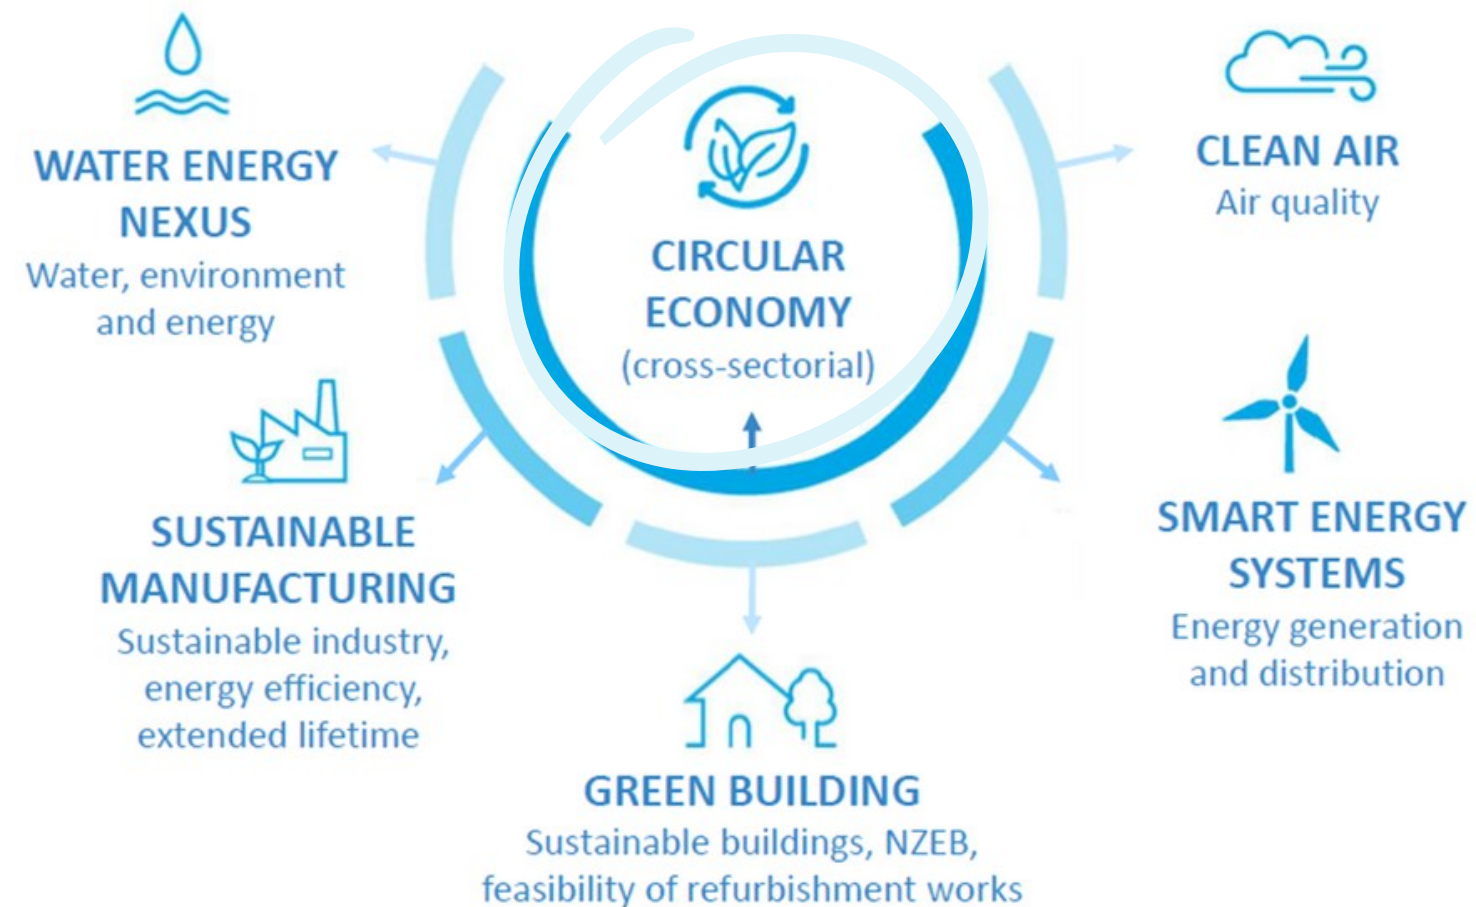 WATER ENERGY
NEXUS
Water, environment
and energy
CIRCULAR
ECONOMY
(cross-sectorial)
CLEAN AIR
Air quality
SUSTAINABLE
MANUFACTURING
Sustainable industry,
energy efficiency,
extended lifetime
SMART ENERGY
SYSTEMS
Energy generation
and distribution
GREEN BUILDING
Sustainable buildings, NZEB,
feasibility of refurbishment works